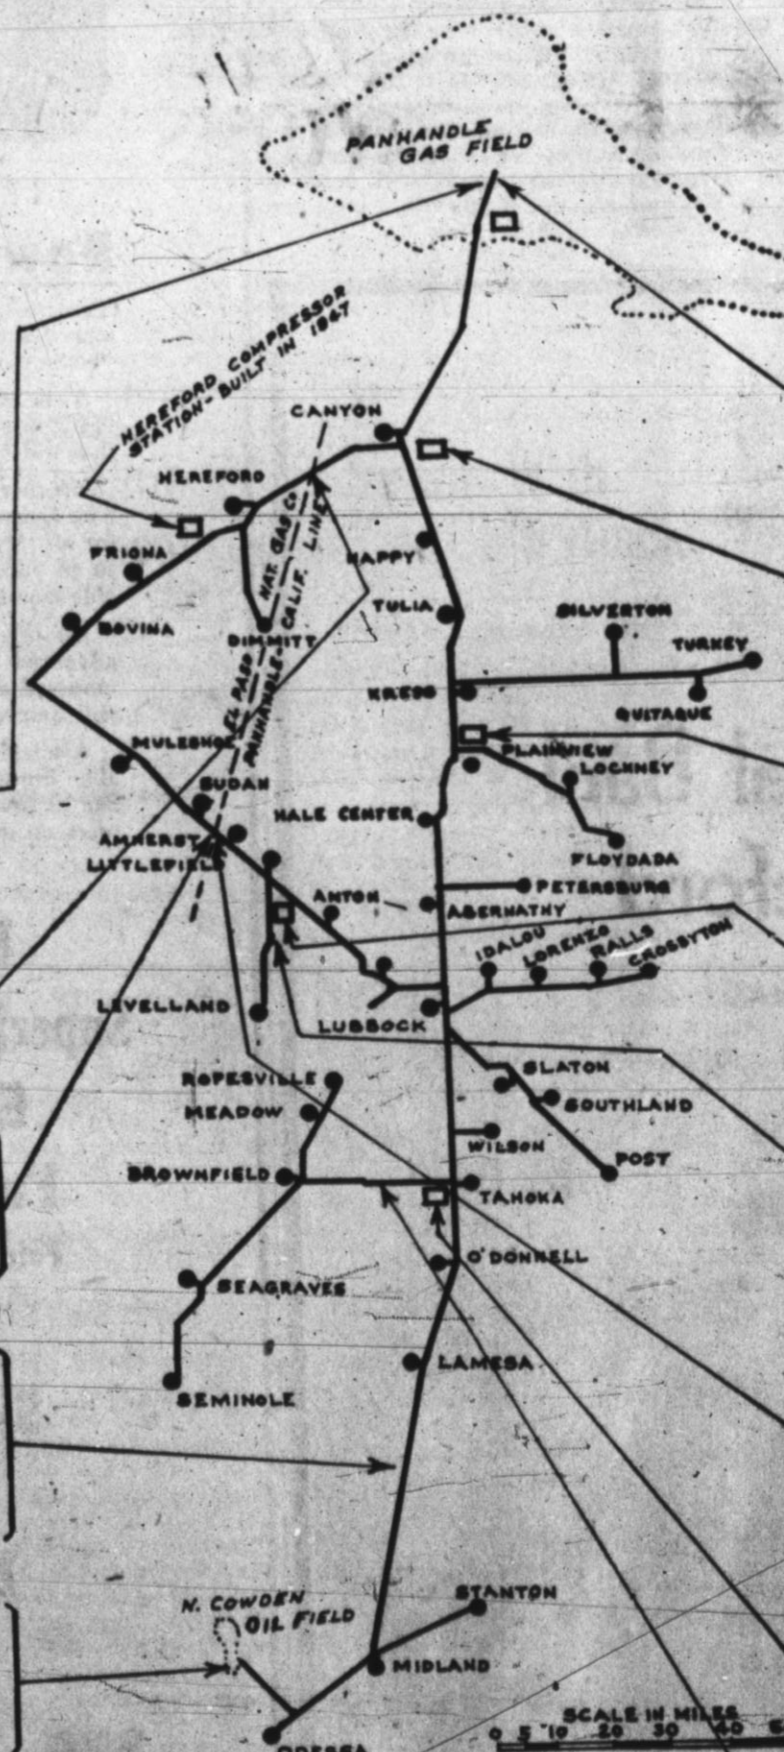 PANHANDLE
GAS FIELD
HEREFORD COMPRESSOR
STATION - BUILT IN 1947
CANYON
HEREFORD
NAT. GAS CO
CALIF. LINE
FRIONA
HAPPY
TULIA
SILVERTON
BOVINA
DIMMITT
TURKEY
EL PASO
PANHANDLE-
KRESS
QUITAQUE
MULESHOE
PLAINVIEW
LOCKNEY
SUDAN
HALE CENTER
AMHERST
LITTLEFIELD
FLOYDADA
PETERSBURG
ANTON
ABERNATHY
IDALOU
LORENZO
RALLS
CROSBYTON
LEVELLAND
LUBBOCK
SLATON
ROPESVILLE
SOUTHLAND
MEADOW
WILSON
POST
BROWNFIELD
TAHOKA
O'DONNELL
SEAGRAVES
LAMESA
SEMINOLE
STANTON
N. COWDEN
OIL FIELD
MIDLAND
SCALE IN MILES
0 5 10 20 30 40
ODESSA